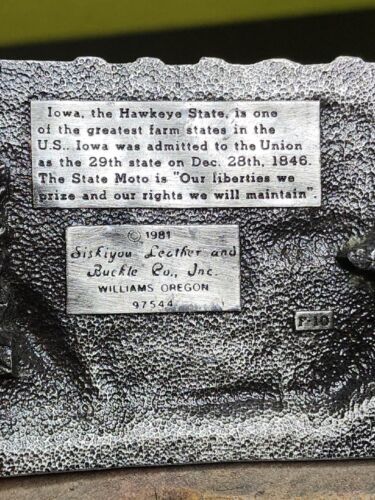 Iowa, the Hawkeye State, is one
of the greatest farm states in the
U.S.. Iowa was admitted to the Union
as the 29th state on Dec. 28th, 1846.
The State Moto is "Our liberties we
prize and our rights we will maintain".
© 1981
Siskiyou Leather and
Buckle Co., Inc.
WILLIAMS OREGON
97544
F-10